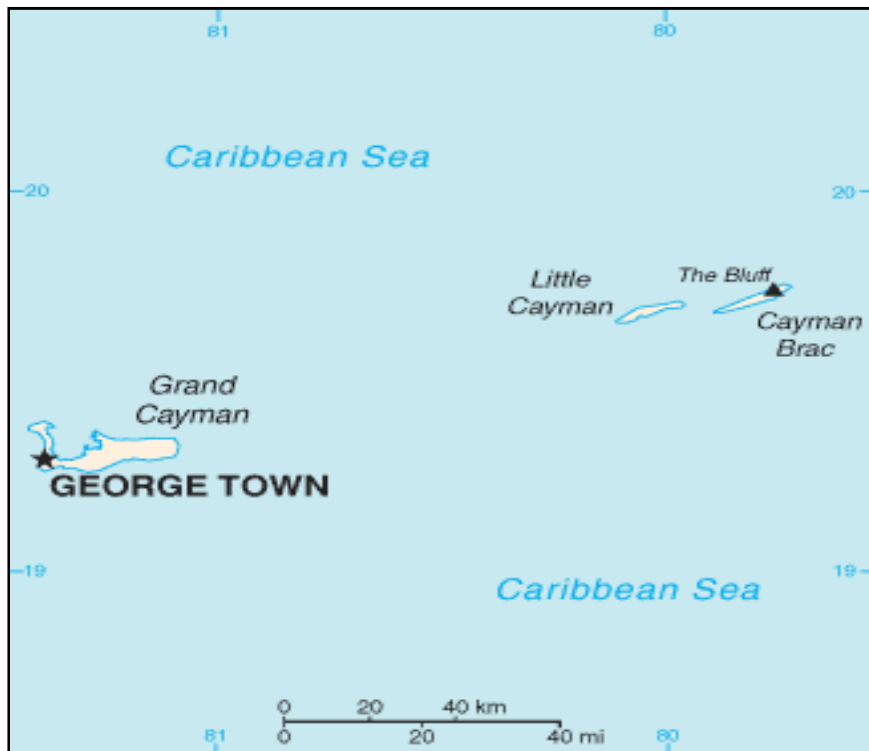 81 80
Caribbean Sea
20 20
Little
Cayman
The Bluff
Cayman
Brac
Grand
Cayman
GEORGE TOWN
19 19
Caribbean Sea
0 20 40 km
0 20 40 mi
81 80